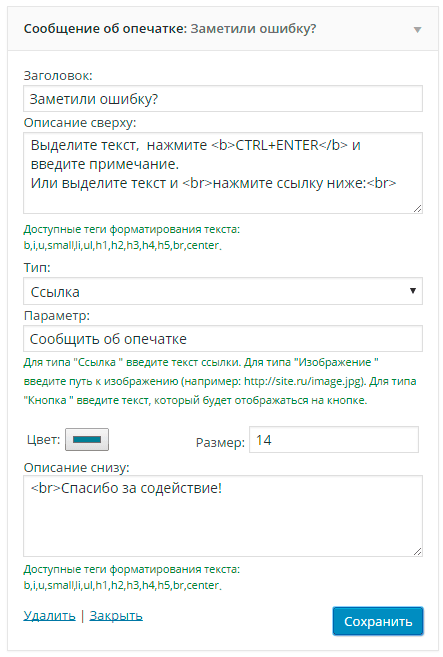 Сообщение об опечатке: Заметили ошибку?
Заголовок:
Заметили ошибку?
Описание сверху:
Выделите текст,  нажмите <b>CTRL+ENTER</b> и
введите примечание.
Или выделите текст и <br>нажмите ссылку ниже:<br>
Доступные теги форматирования текста:
b,i,u,small,li,ul,h1,h2,h3,h4,h5,br,center.
Тип:
Ссылка
Параметр:
Сообщить об опечатке
Для типа "Ссылка " введите текст ссылки. Для типа "Изображение "
введите путь к изображению (например: http://site.ru/image.jpg). Для типа
"Кнопка " введите текст, который будет отображаться на кнопке.
Цвет: Размер: 14
Описание снизу:
<br>Спасибо за содействие!
Доступные теги форматирования текста:
b,i,u,small,li,ul,h1,h2,h3,h4,h5,br,center.
Удалить | Закрыть Сохранить